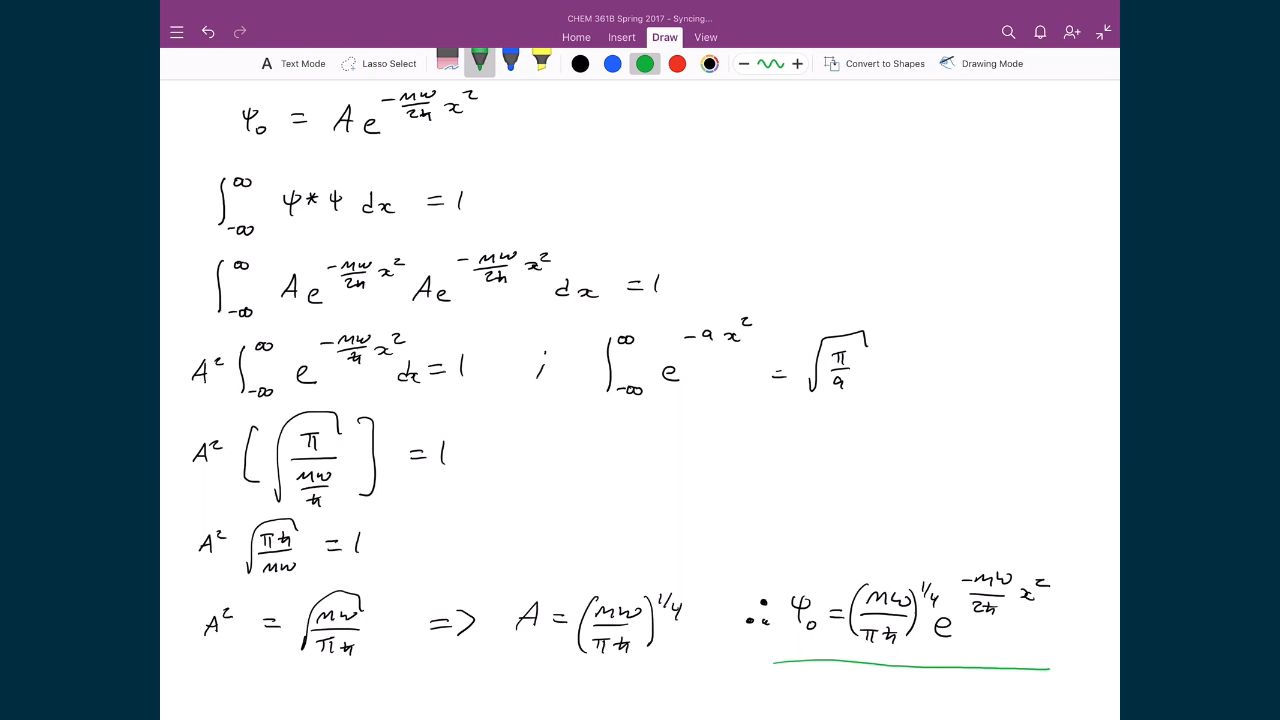 CHEM 361B Spring 2017 - Syncing...
Home Insert Draw View
A Text Mode Lasso Select Convert to Shapes Drawing Mode
ψ₀ = A e^{-mω/2ħ x²}
∫_{-∞}^{∞} ψ*ψ dx = 1
∫_{-∞}^{∞} A e^{-mω/2ħ x²} A e^{-mω/2ħ x²} dx = 1
A² ∫_{-∞}^{∞} e^{-mω/ħ x²} dx = 1 ; ∫_{-∞}^{∞} e^{-ax²} = √(π/a)
A² [√(π/(mω/ħ))] = 1
A² √(πħ/mω) = 1
A² = √(mω/πħ) => A = (mω/πħ)^{1/4} ∴ ψ₀ = (mω/πħ)^{1/4} e^{-mω/2ħ x²}